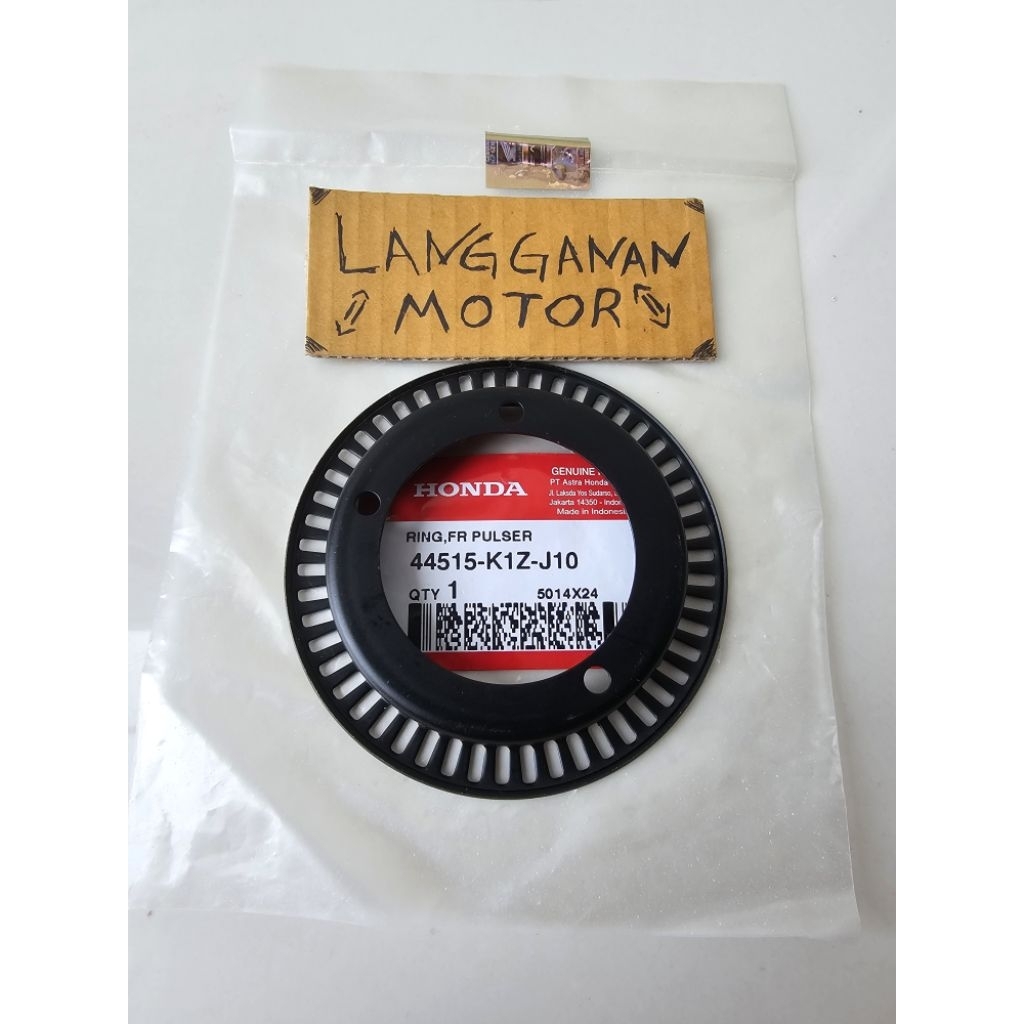 LANGGANAN
MOTOR
GENUINE
HONDA
PT Astra Honda
Jl. Laksda Yos Sudarso,
Jakarta 14350 - Indon
Made in Indonesia
RING,FR PULSER
44515-K1Z-J10
QTY 1 5014X24